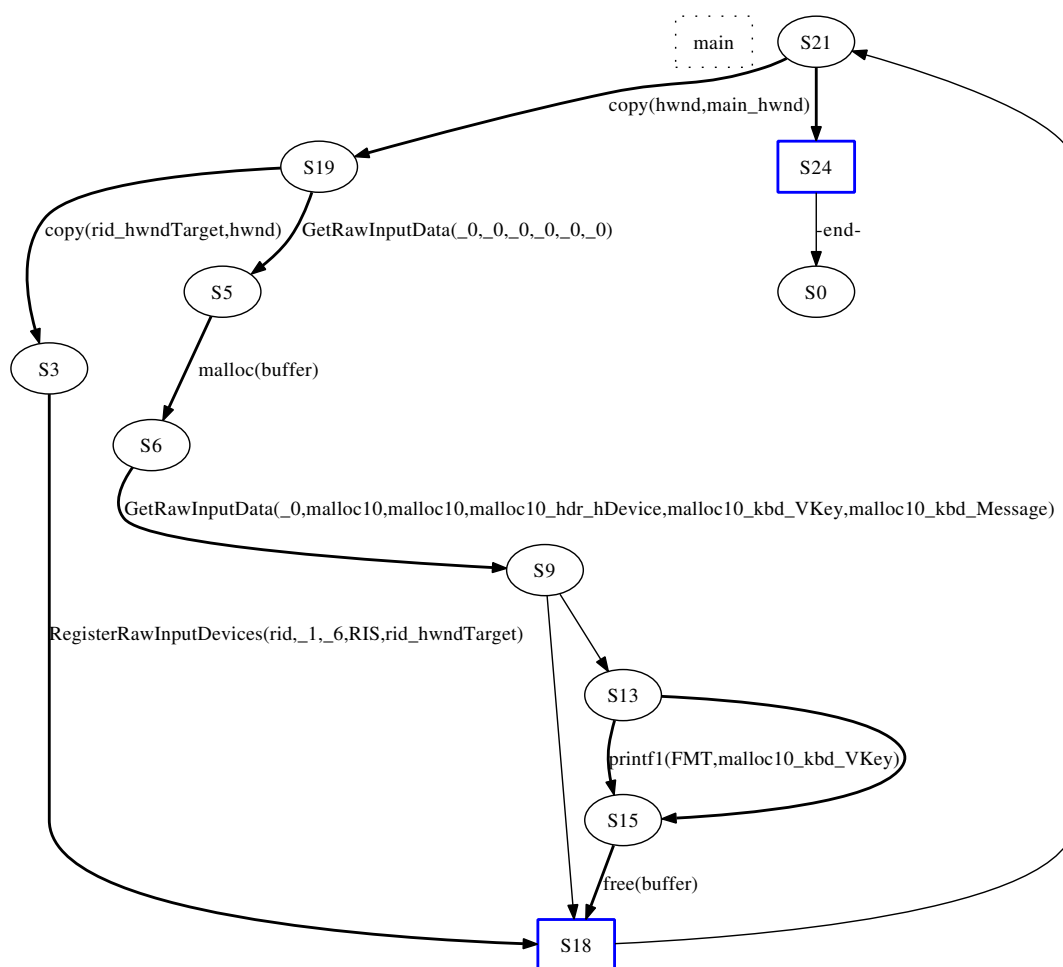 main
S21
copy(hwnd,main_hwnd)
S19
S24
copy(rid_hwndTarget,hwnd)
GetRawInputData(_0,_0,_0,_0,_0,_0)
-end-
S5
S0
S3
malloc(buffer)
S6
GetRawInputData(_0,malloc10,malloc10,malloc10_hdr_hDevice,malloc10_kbd_VKey,malloc10_kbd_Message)
S9
RegisterRawInputDevices(rid,_1,_6,RIS,rid_hwndTarget)
S13
printf1(FMT,malloc10_kbd_VKey)
S15
free(buffer)
S18